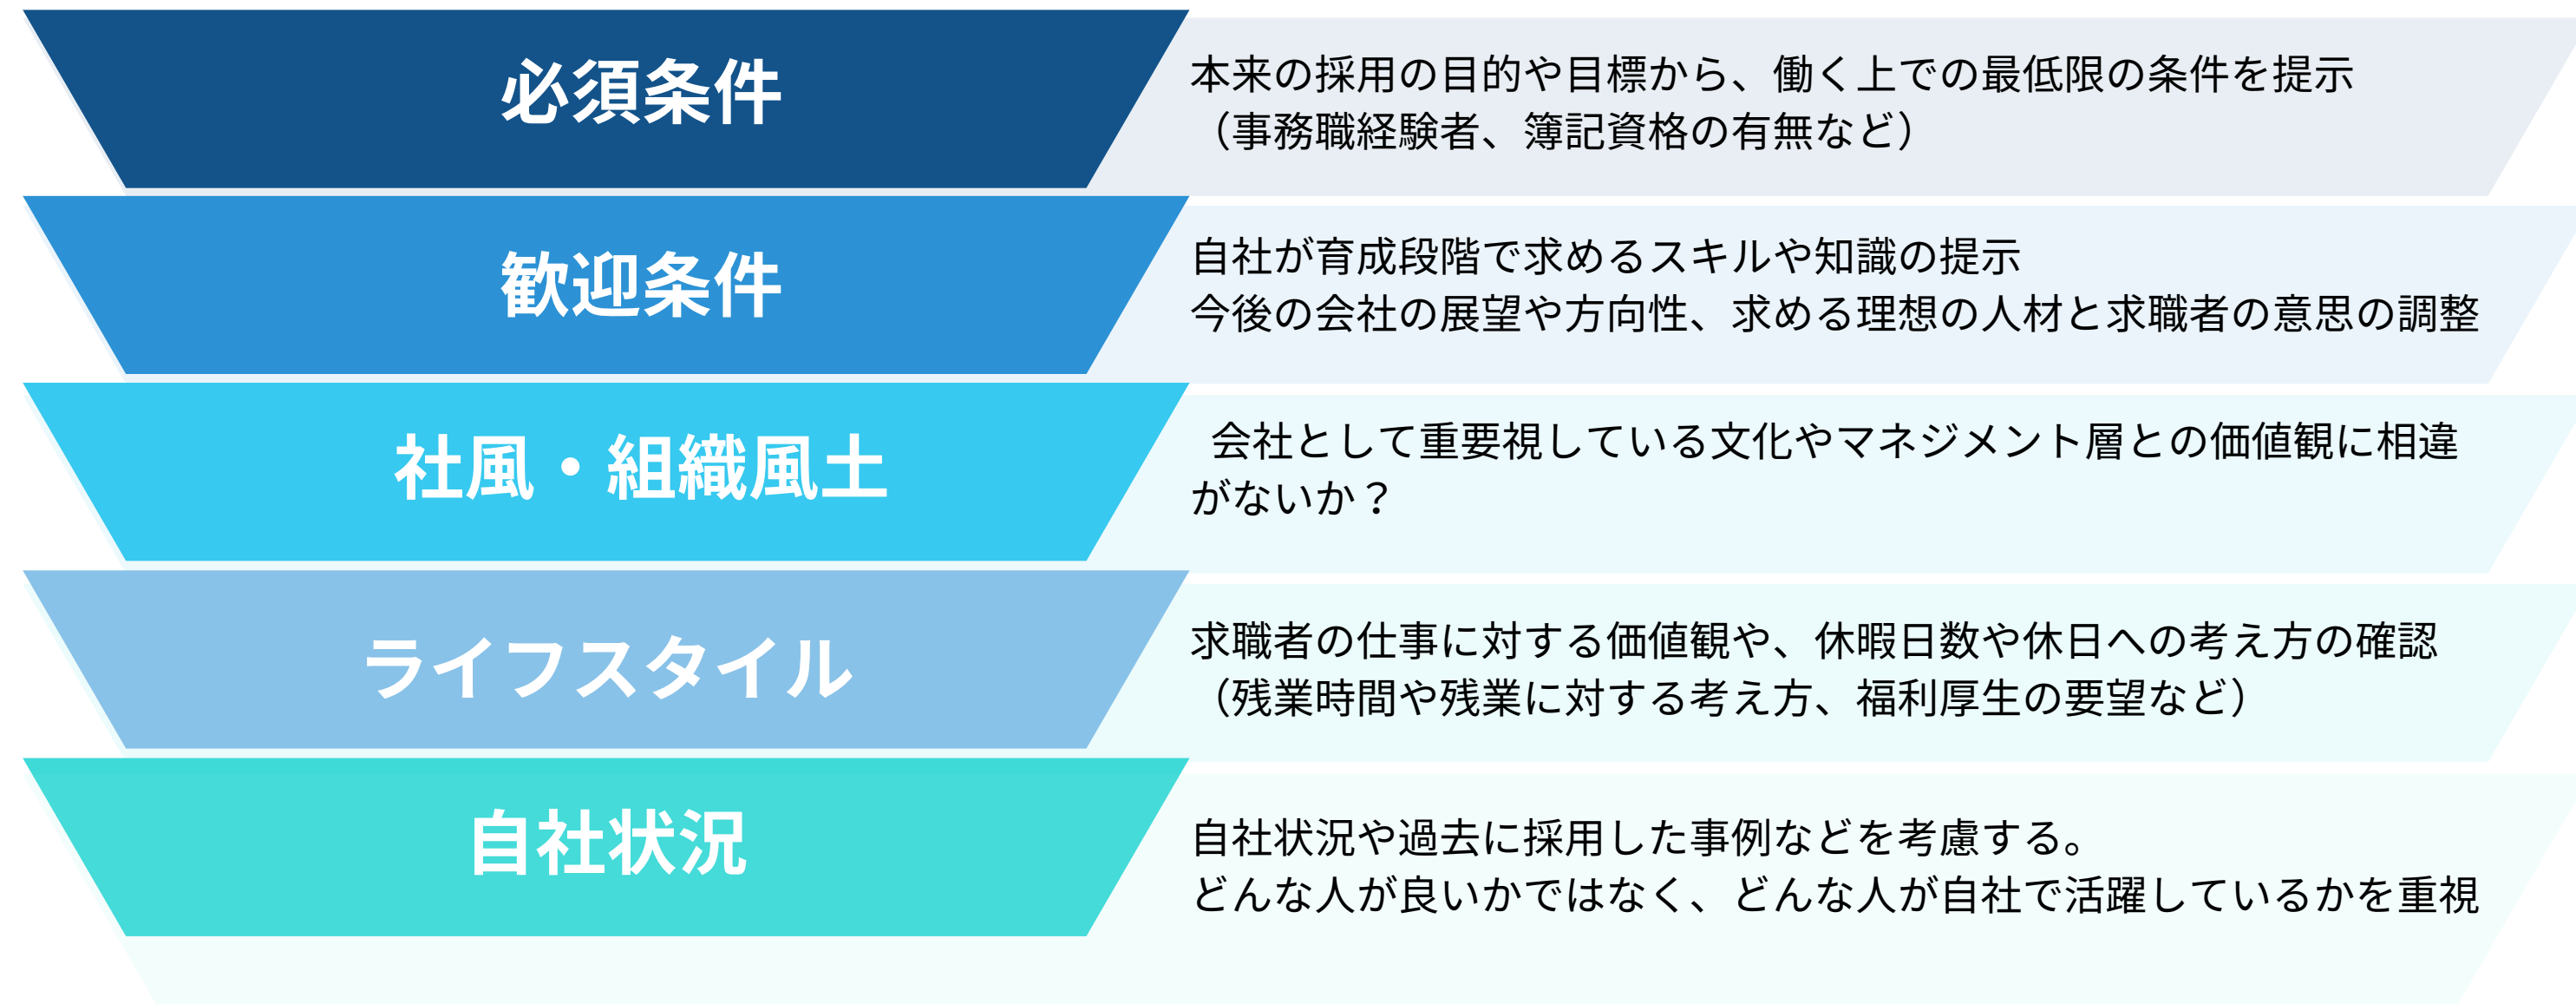 必須条件
本来の採用の目的や目標から、働く上での最低限の条件を提示
（事務職経験者、簿記資格の有無など）
歓迎条件
自社が育成段階で求めるスキルや知識の提示
今後の会社の展望や方向性、求める理想の人材と求職者の意思の調整
社風・組織風土
会社として重要視している文化やマネジメント層との価値観に相違
がないか？
ライフスタイル
求職者の仕事に対する価値観や、休暇日数や休日への考え方の確認
（残業時間や残業に対する考え方、福利厚生の要望など）
自社状況
自社状況や過去に採用した事例などを考慮する。
どんな人が良いかではなく、どんな人が自社で活躍しているかを重視